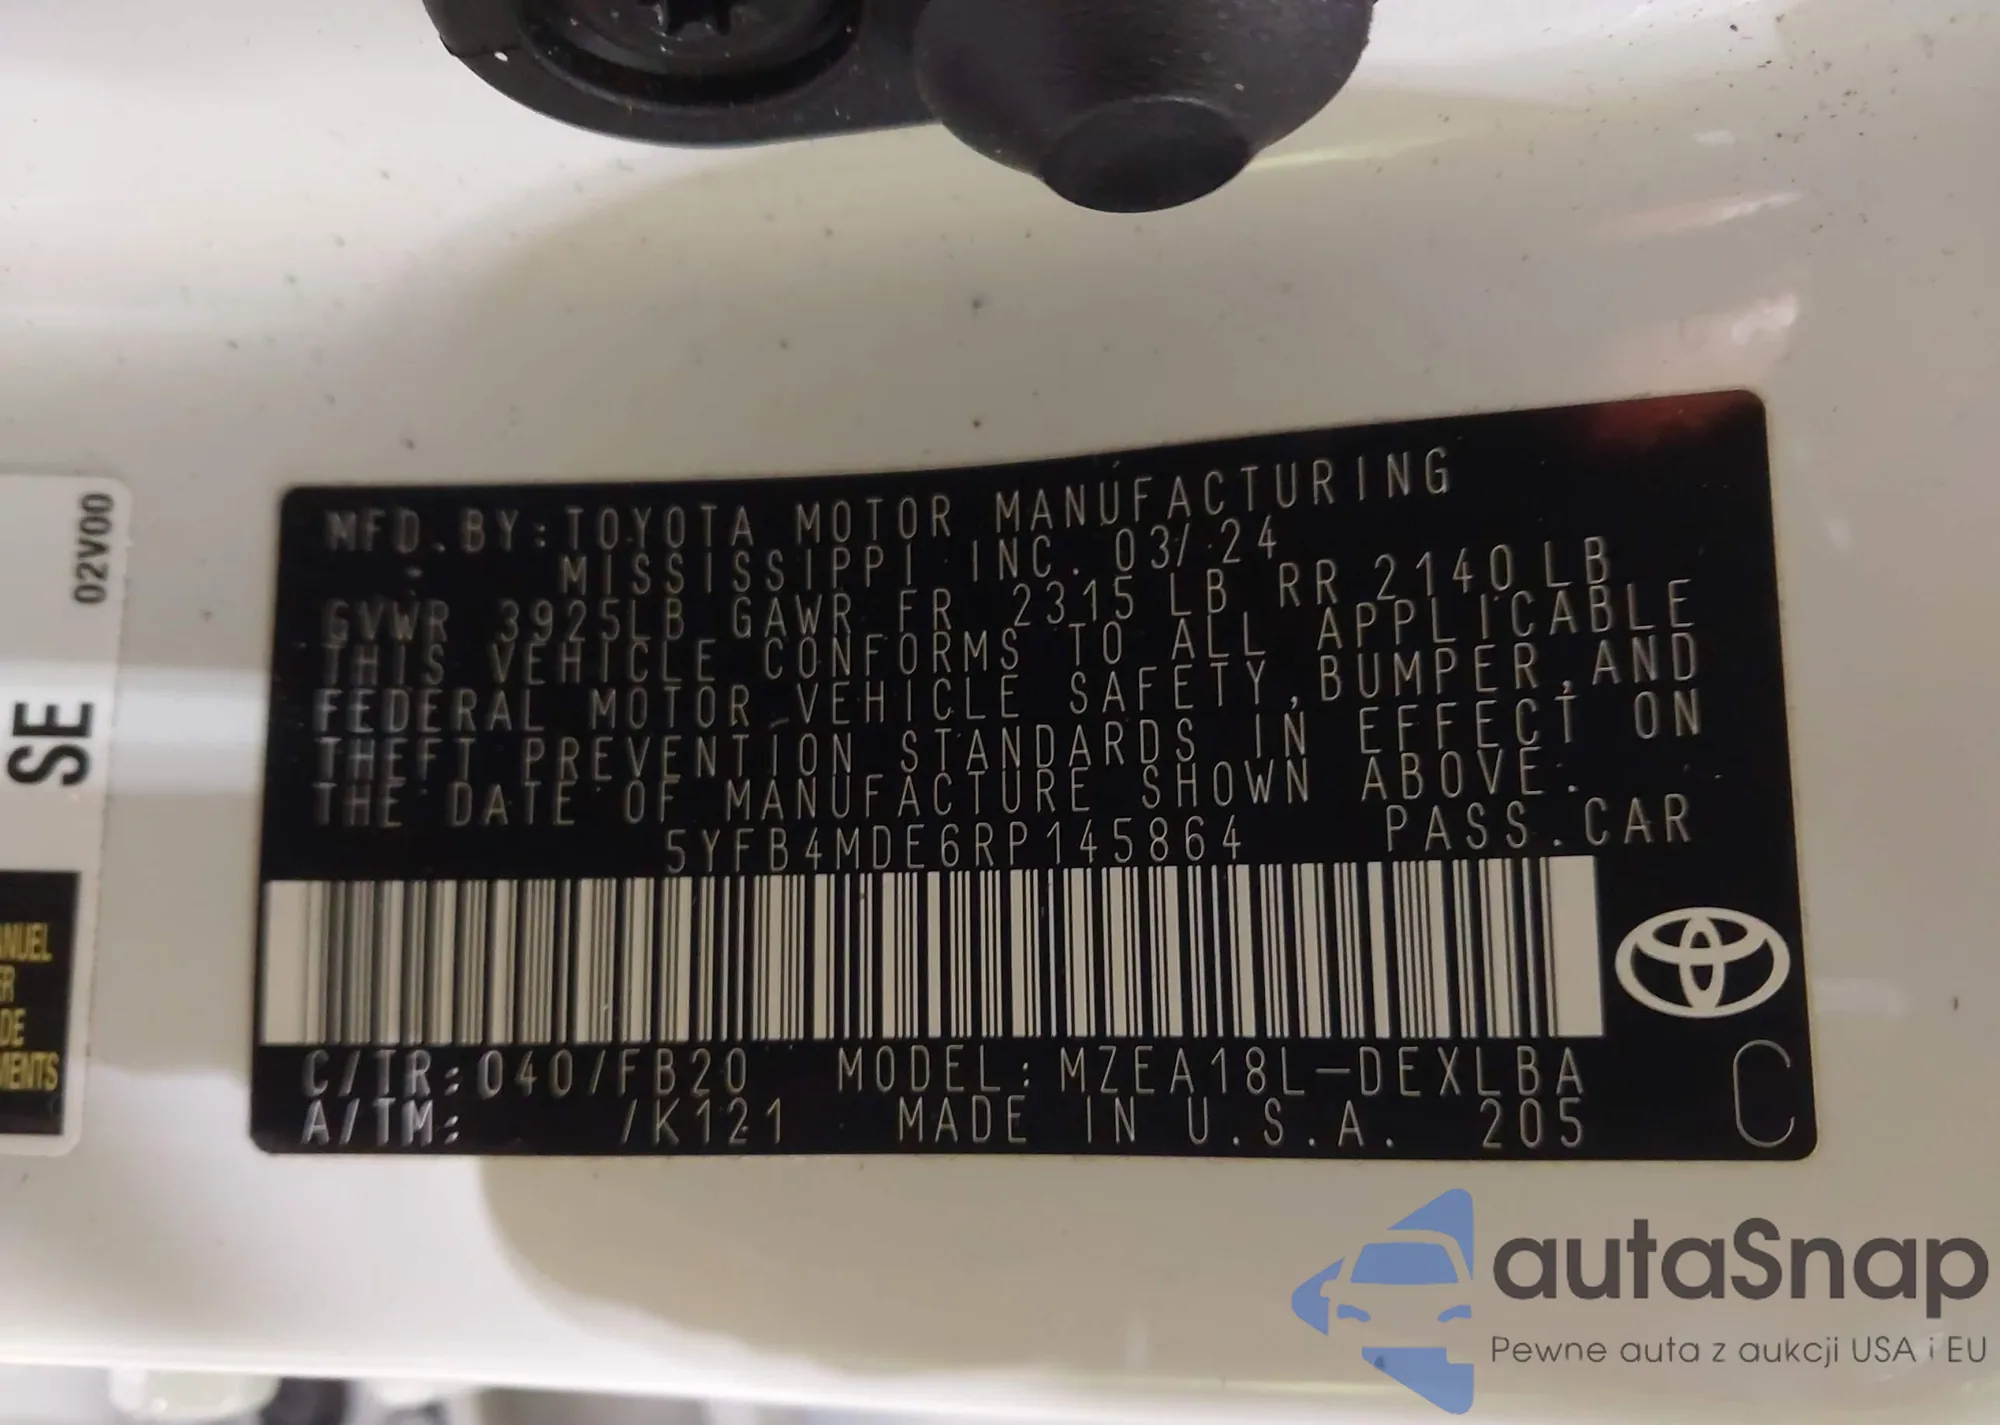 MFD.BY:TOYOTA MOTOR MANUFACTURING
MISSISSIPPI INC. 03/24
GVWR 3925LB GAWR FR 2315 LB RR 2140LB
THIS VEHICLE CONFORMS TO ALL APPLICABLE
FEDERAL MOTOR VEHICLE SAFETY,BUMPER,AND
THEFT PREVENTION STANDARDS IN EFFECT ON
THE DATE OF MANUFACTURE SHOWN ABOVE.
5YFB4MDE6RP145864 PASS.CAR
C/TR:040/FB20 MODEL:MZEA18L-DEXLBA
A/TM: /K121 MADE IN U.S.A. 205
C
02V00
SE
autaSnap
Pewne auta z aukcji USA i EU